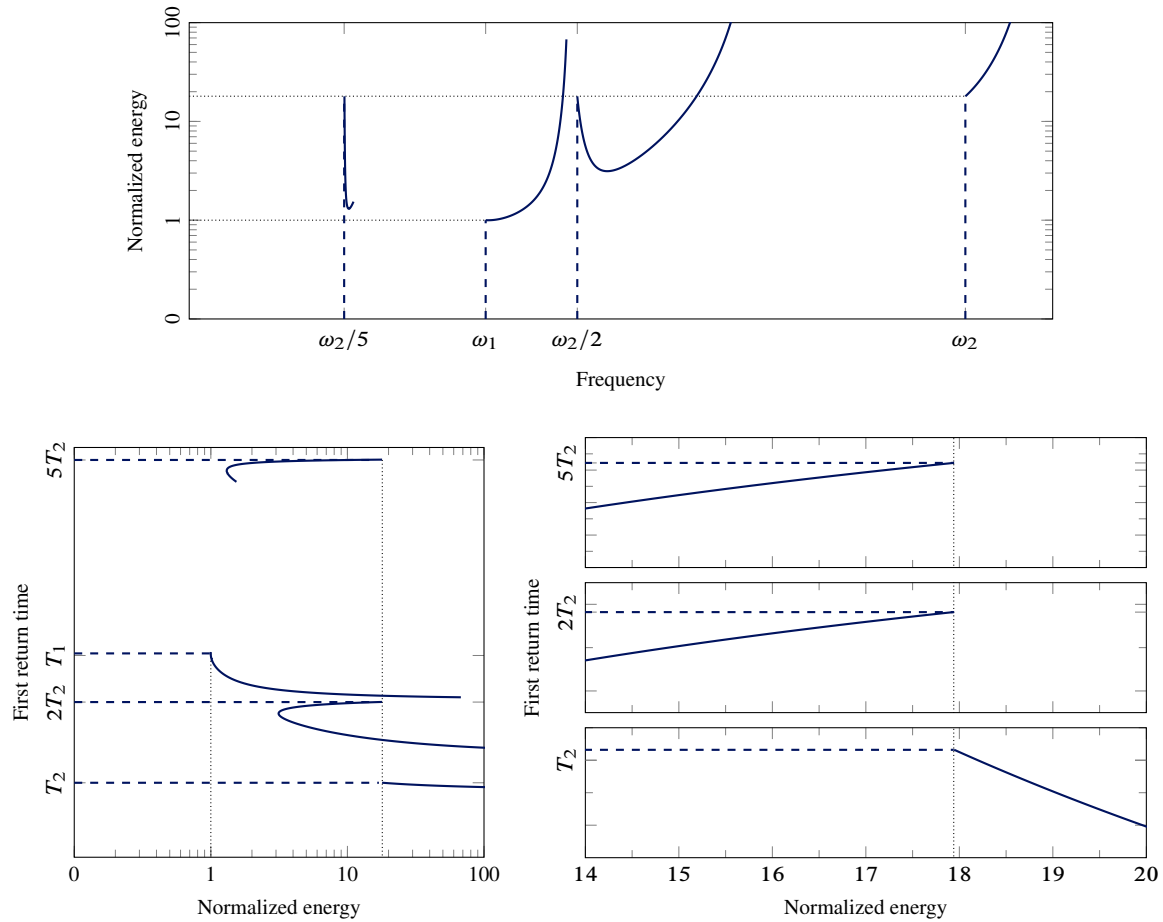 100
10
1
0
Normalized energy
ω₂/5
ω₁
ω₂/2
ω₂
Frequency
5T₂
T₁
2T₂
T₂
First return time
0
1
10
100
Normalized energy
5T₂
2T₂
T₂
First return time
14
15
16
17
18
19
20
Normalized energy